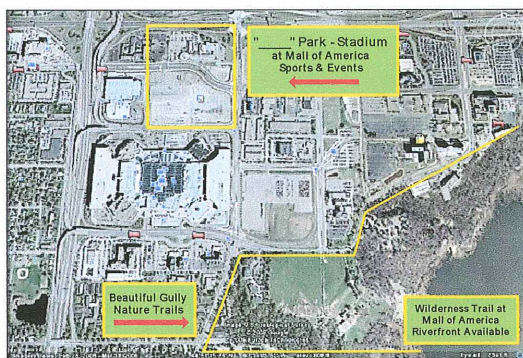 "____" Park - Stadium
at Mall of America
Sports & Events
Beautiful Gully
Nature Trails
Wilderness Trail at
Mall of America
Riverfront Available